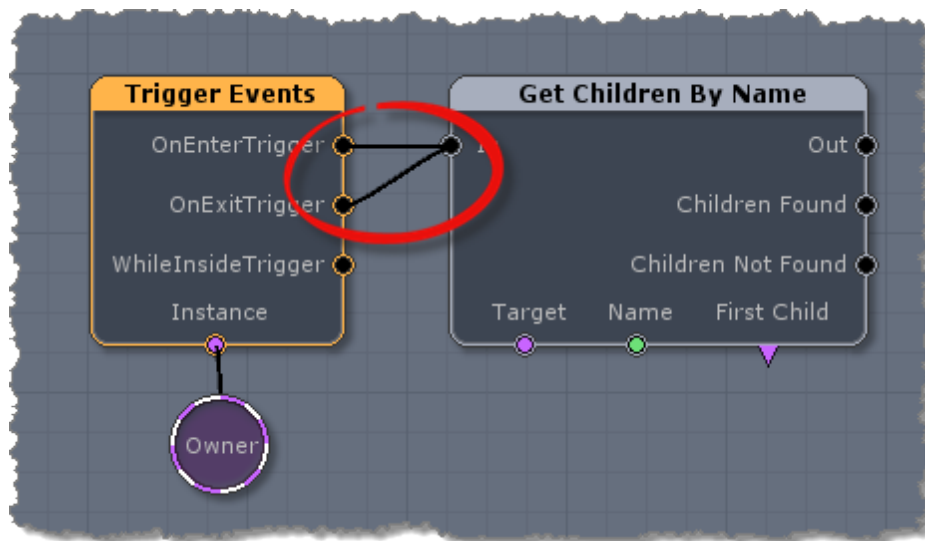 Trigger Events
OnEnterTrigger
OnExitTrigger
WhileInsideTrigger
Instance
Owner
Get Children By Name
In
Out
Children Found
Children Not Found
Target Name First Child